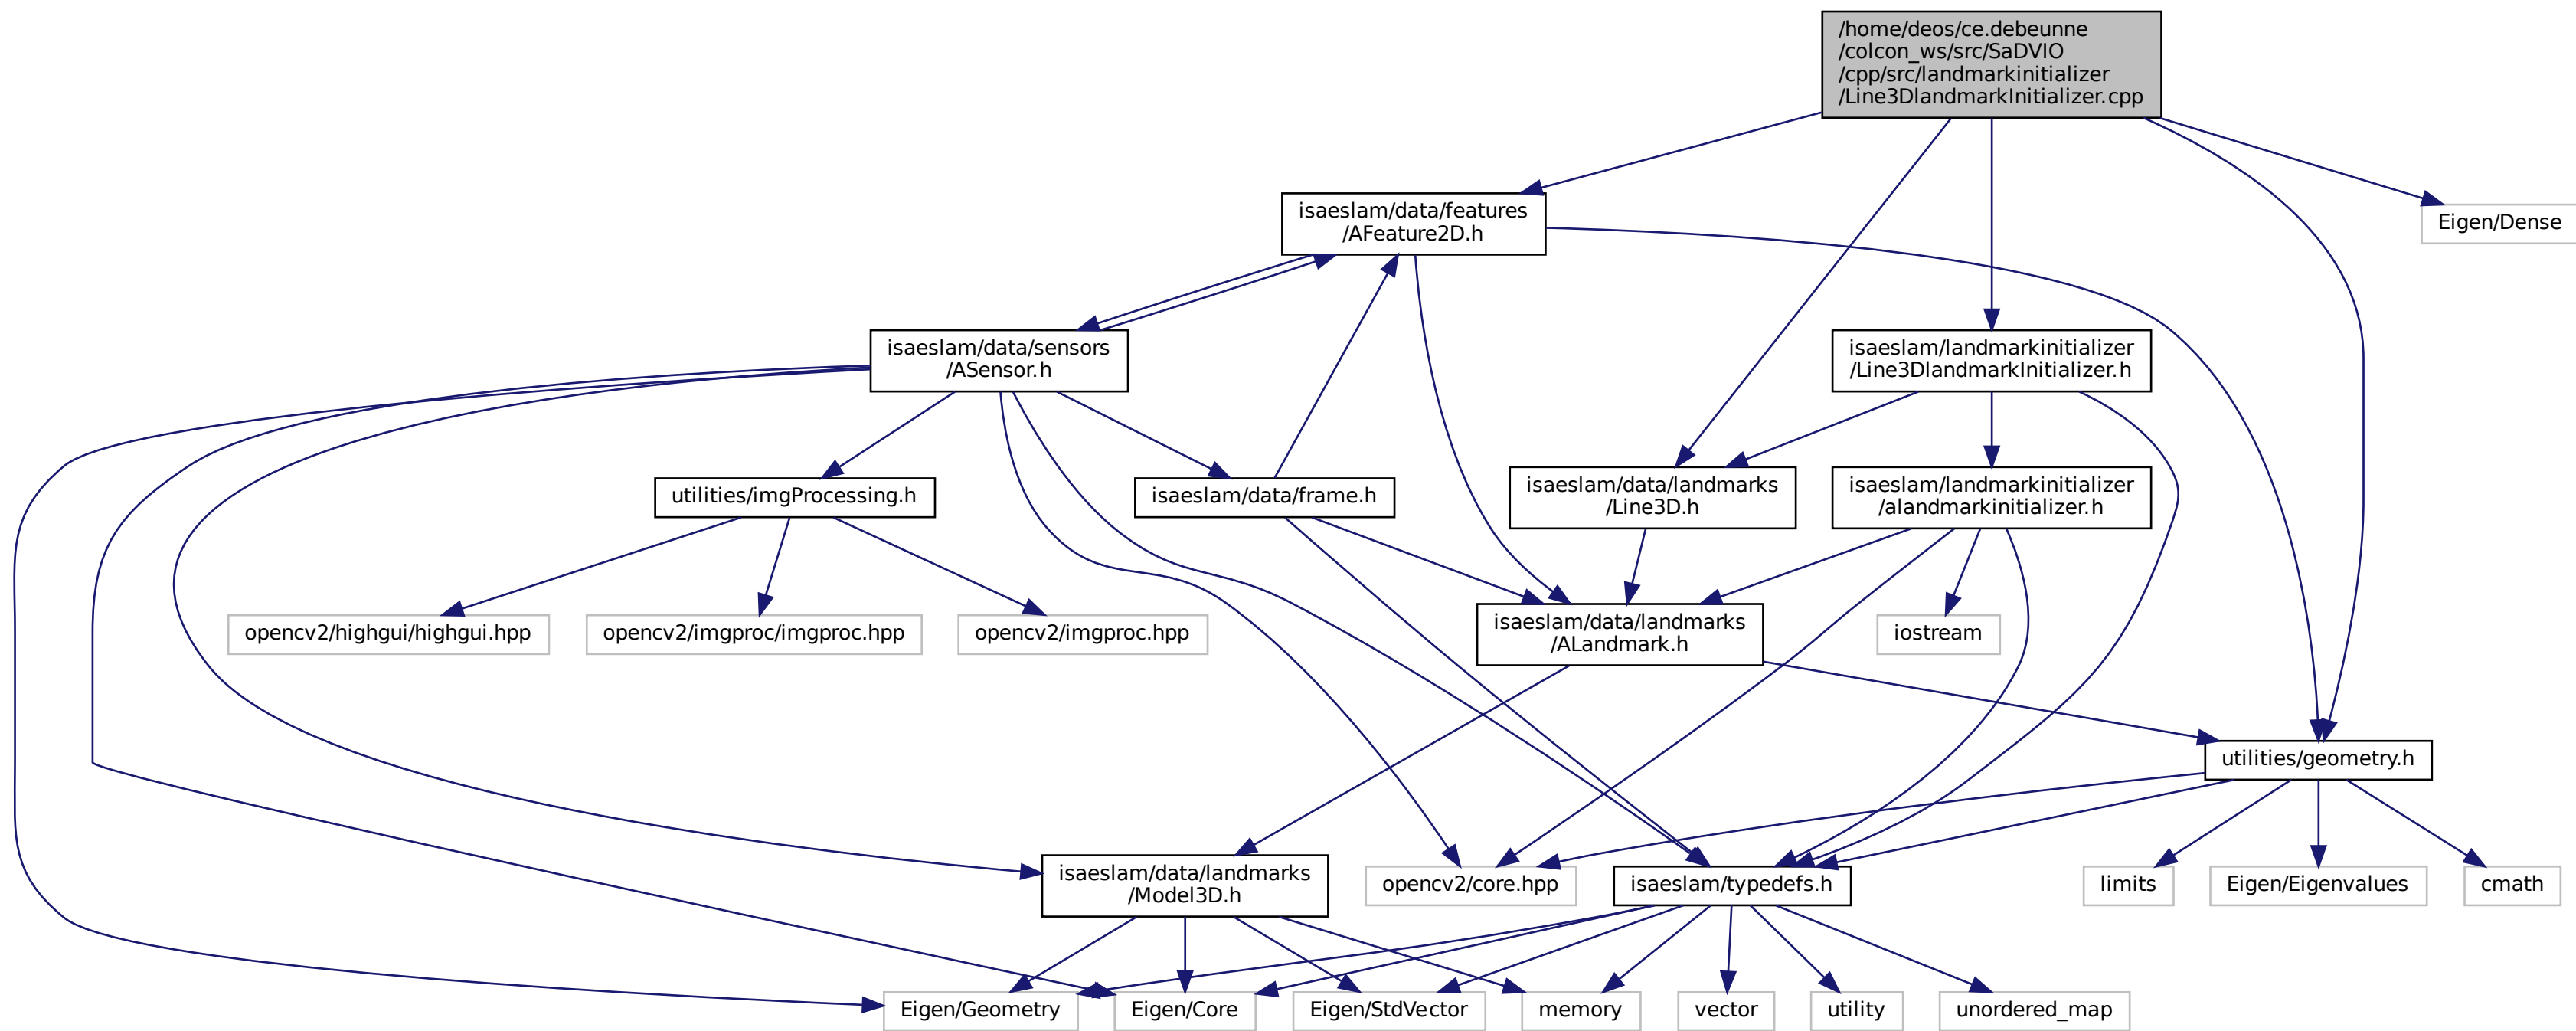 /home/deos/ce.debeunne
/colcon_ws/src/SaDVIO
/cpp/src/landmarkinitializer
/Line3DlandmarkInitializer.cpp
isaeslam/data/features
/AFeature2D.h
Eigen/Dense
isaeslam/data/sensors
/ASensor.h
isaeslam/landmarkinitializer
/Line3DlandmarkInitializer.h
utilities/imgProcessing.h
isaeslam/data/frame.h
isaeslam/data/landmarks
/Line3D.h
isaeslam/landmarkinitializer
/alandmarkinitializer.h
opencv2/highgui/highgui.hpp
opencv2/imgproc/imgproc.hpp
opencv2/imgproc.hpp
isaeslam/data/landmarks
/ALandmark.h
iostream
utilities/geometry.h
isaeslam/data/landmarks
/Model3D.h
opencv2/core.hpp
isaeslam/typedefs.h
limits
Eigen/Eigenvalues
cmath
Eigen/Geometry
Eigen/Core
Eigen/StdVector
memory
vector
utility
unordered_map